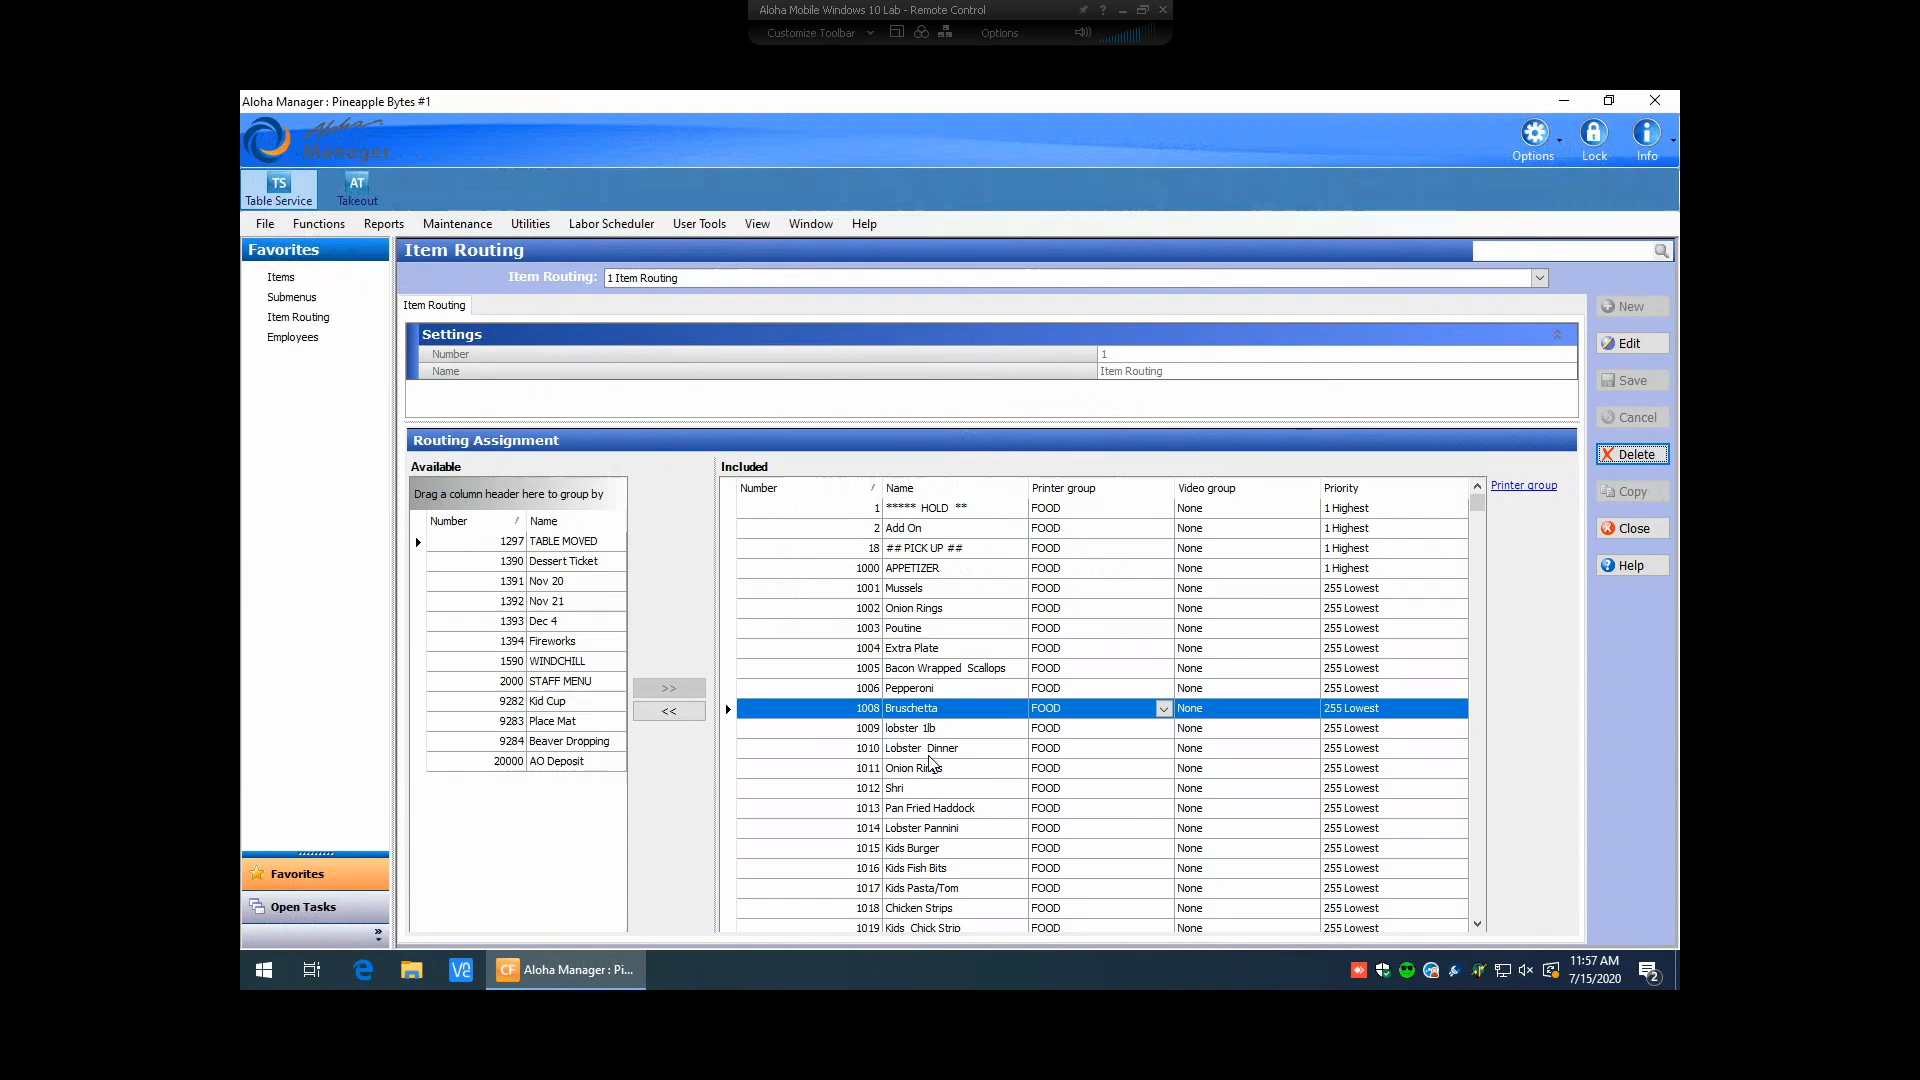 Aloha Mobile Windows 10 Lab - Remote Control
Customize Toolbar Options
Aloha Manager : Pineapple Bytes #1
Aloha Manager
Options Lock Info
TS AT
Table Service Takeout
File Functions Reports Maintenance Utilities Labor Scheduler User Tools View Window Help
Favorites
Items
Submenus
Item Routing
Employees
Favorites
Open Tasks
Item Routing
Item Routing: 1 Item Routing
Item Routing
Settings
Number 1
Name Item Routing
Routing Assignment
Available
Drag a column header here to group by
Number / Name
1297 TABLE MOVED
1390 Dessert Ticket
1391 Nov 20
1392 Nov 21
1393 Dec 4
1394 Fireworks
1590 WINDCHILL
2000 STAFF MENU
9282 Kid Cup
9283 Place Mat
9284 Beaver Dropping
20000 AO Deposit
>>
<<
Included
Number / Name Printer group Video group Priority
1 ***** HOLD ** FOOD None 1 Highest
2 Add On FOOD None 1 Highest
18 ## PICK UP ## FOOD None 1 Highest
1000 APPETIZER FOOD None 1 Highest
1001 Mussels FOOD None 255 Lowest
1002 Onion Rings FOOD None 255 Lowest
1003 Poutine FOOD None 255 Lowest
1004 Extra Plate FOOD None 255 Lowest
1005 Bacon Wrapped Scallops FOOD None 255 Lowest
1006 Pepperoni FOOD None 255 Lowest
1008 Bruschetta FOOD None 255 Lowest
1009 lobster 1lb FOOD None 255 Lowest
1010 Lobster Dinner FOOD None 255 Lowest
1011 Onion Rings FOOD None 255 Lowest
1012 Shri FOOD None 255 Lowest
1013 Pan Fried Haddock FOOD None 255 Lowest
1014 Lobster Pannini FOOD None 255 Lowest
1015 Kids Burger FOOD None 255 Lowest
1016 Kids Fish Bits FOOD None 255 Lowest
1017 Kids Pasta/Tom FOOD None 255 Lowest
1018 Chicken Strips FOOD None 255 Lowest
1019 Kids Chick Strip FOOD None 255 Lowest
Printer group
New
Edit
Save
Cancel
Delete
Copy
Close
Help
CF Aloha Manager : Pi...
11:57 AM
7/15/2020
2